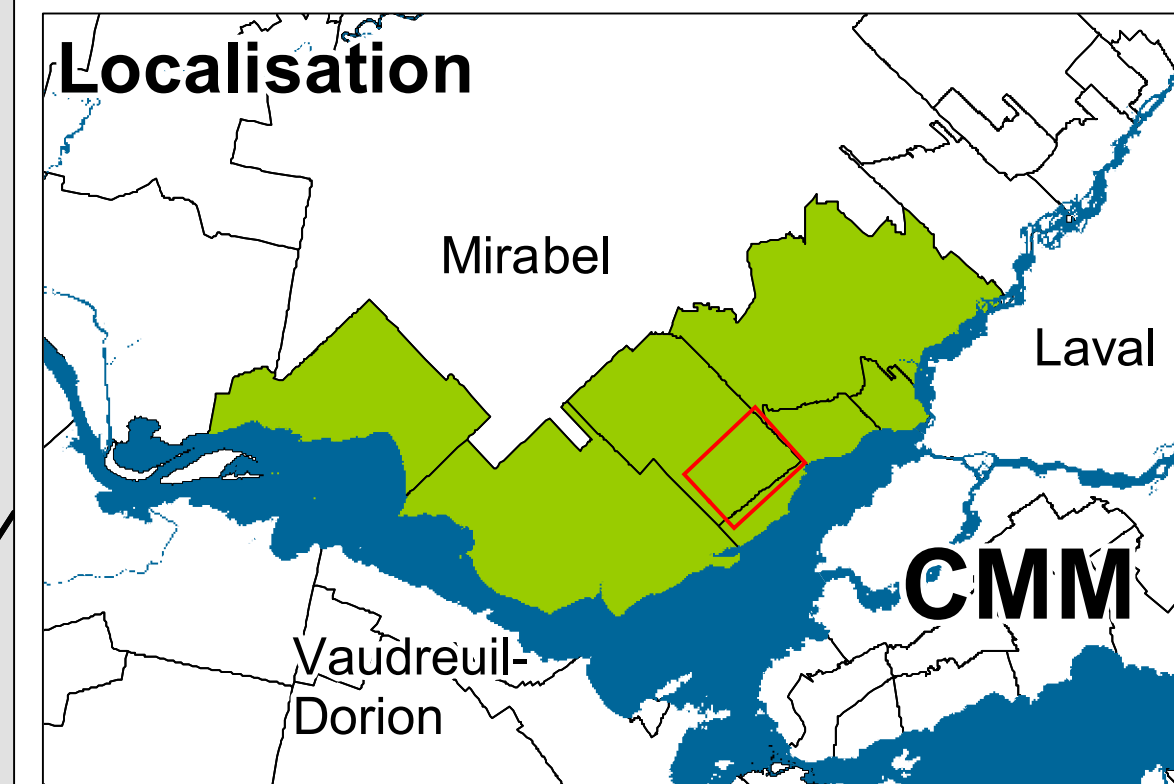 Localisation
Mirabel
Laval
CMM
Vaudreuil-
Dorion